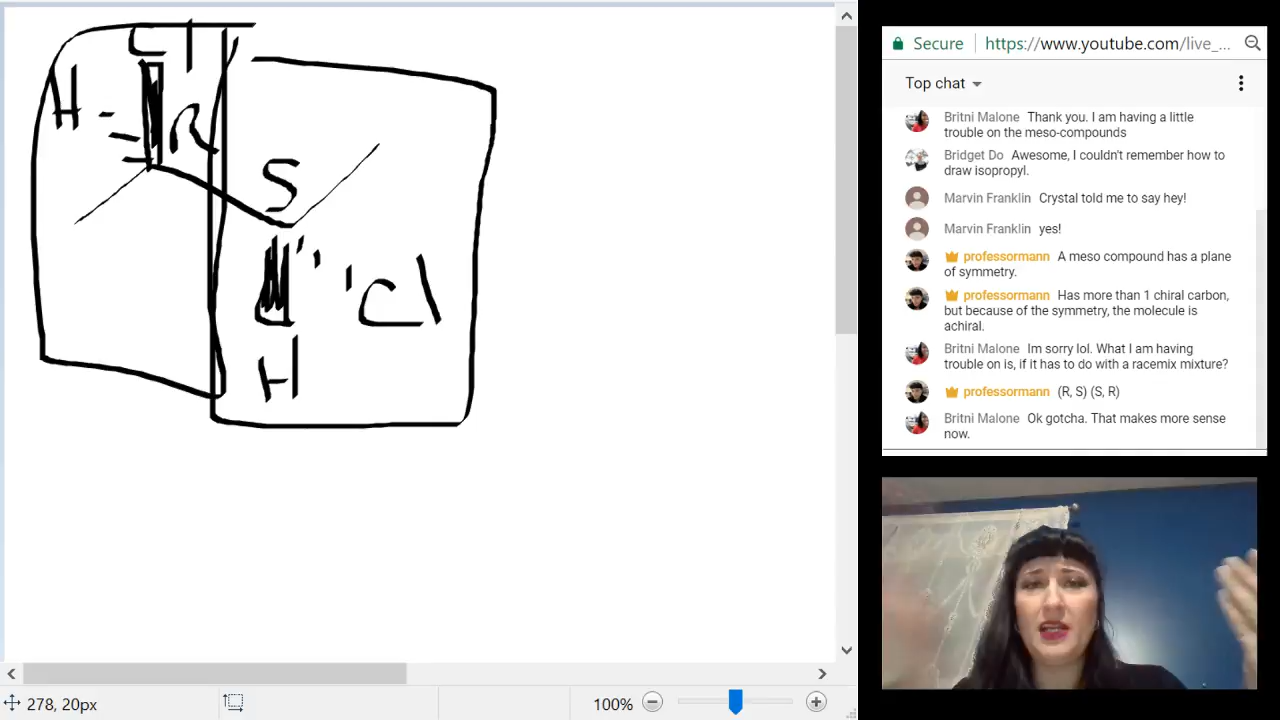 Cl
H
R
S
Cl
H
278, 20px
100%
Secure
https://www.youtube.com/live_...
Top chat
Britni Malone Thank you. I am having a little
trouble on the meso-compounds
Bridget Do Awesome, I couldn't remember how to
draw isopropyl.
Marvin Franklin Crystal told me to say hey!
Marvin Franklin yes!
professormann A meso compound has a plane
of symmetry.
professormann Has more than 1 chiral carbon,
but because of the symmetry, the molecule is
achiral.
Britni Malone Im sorry lol. What I am having
trouble on is, if it has to do with a racemix mixture?
professormann (R, S) (S, R)
Britni Malone Ok gotcha. That makes more sense
now.